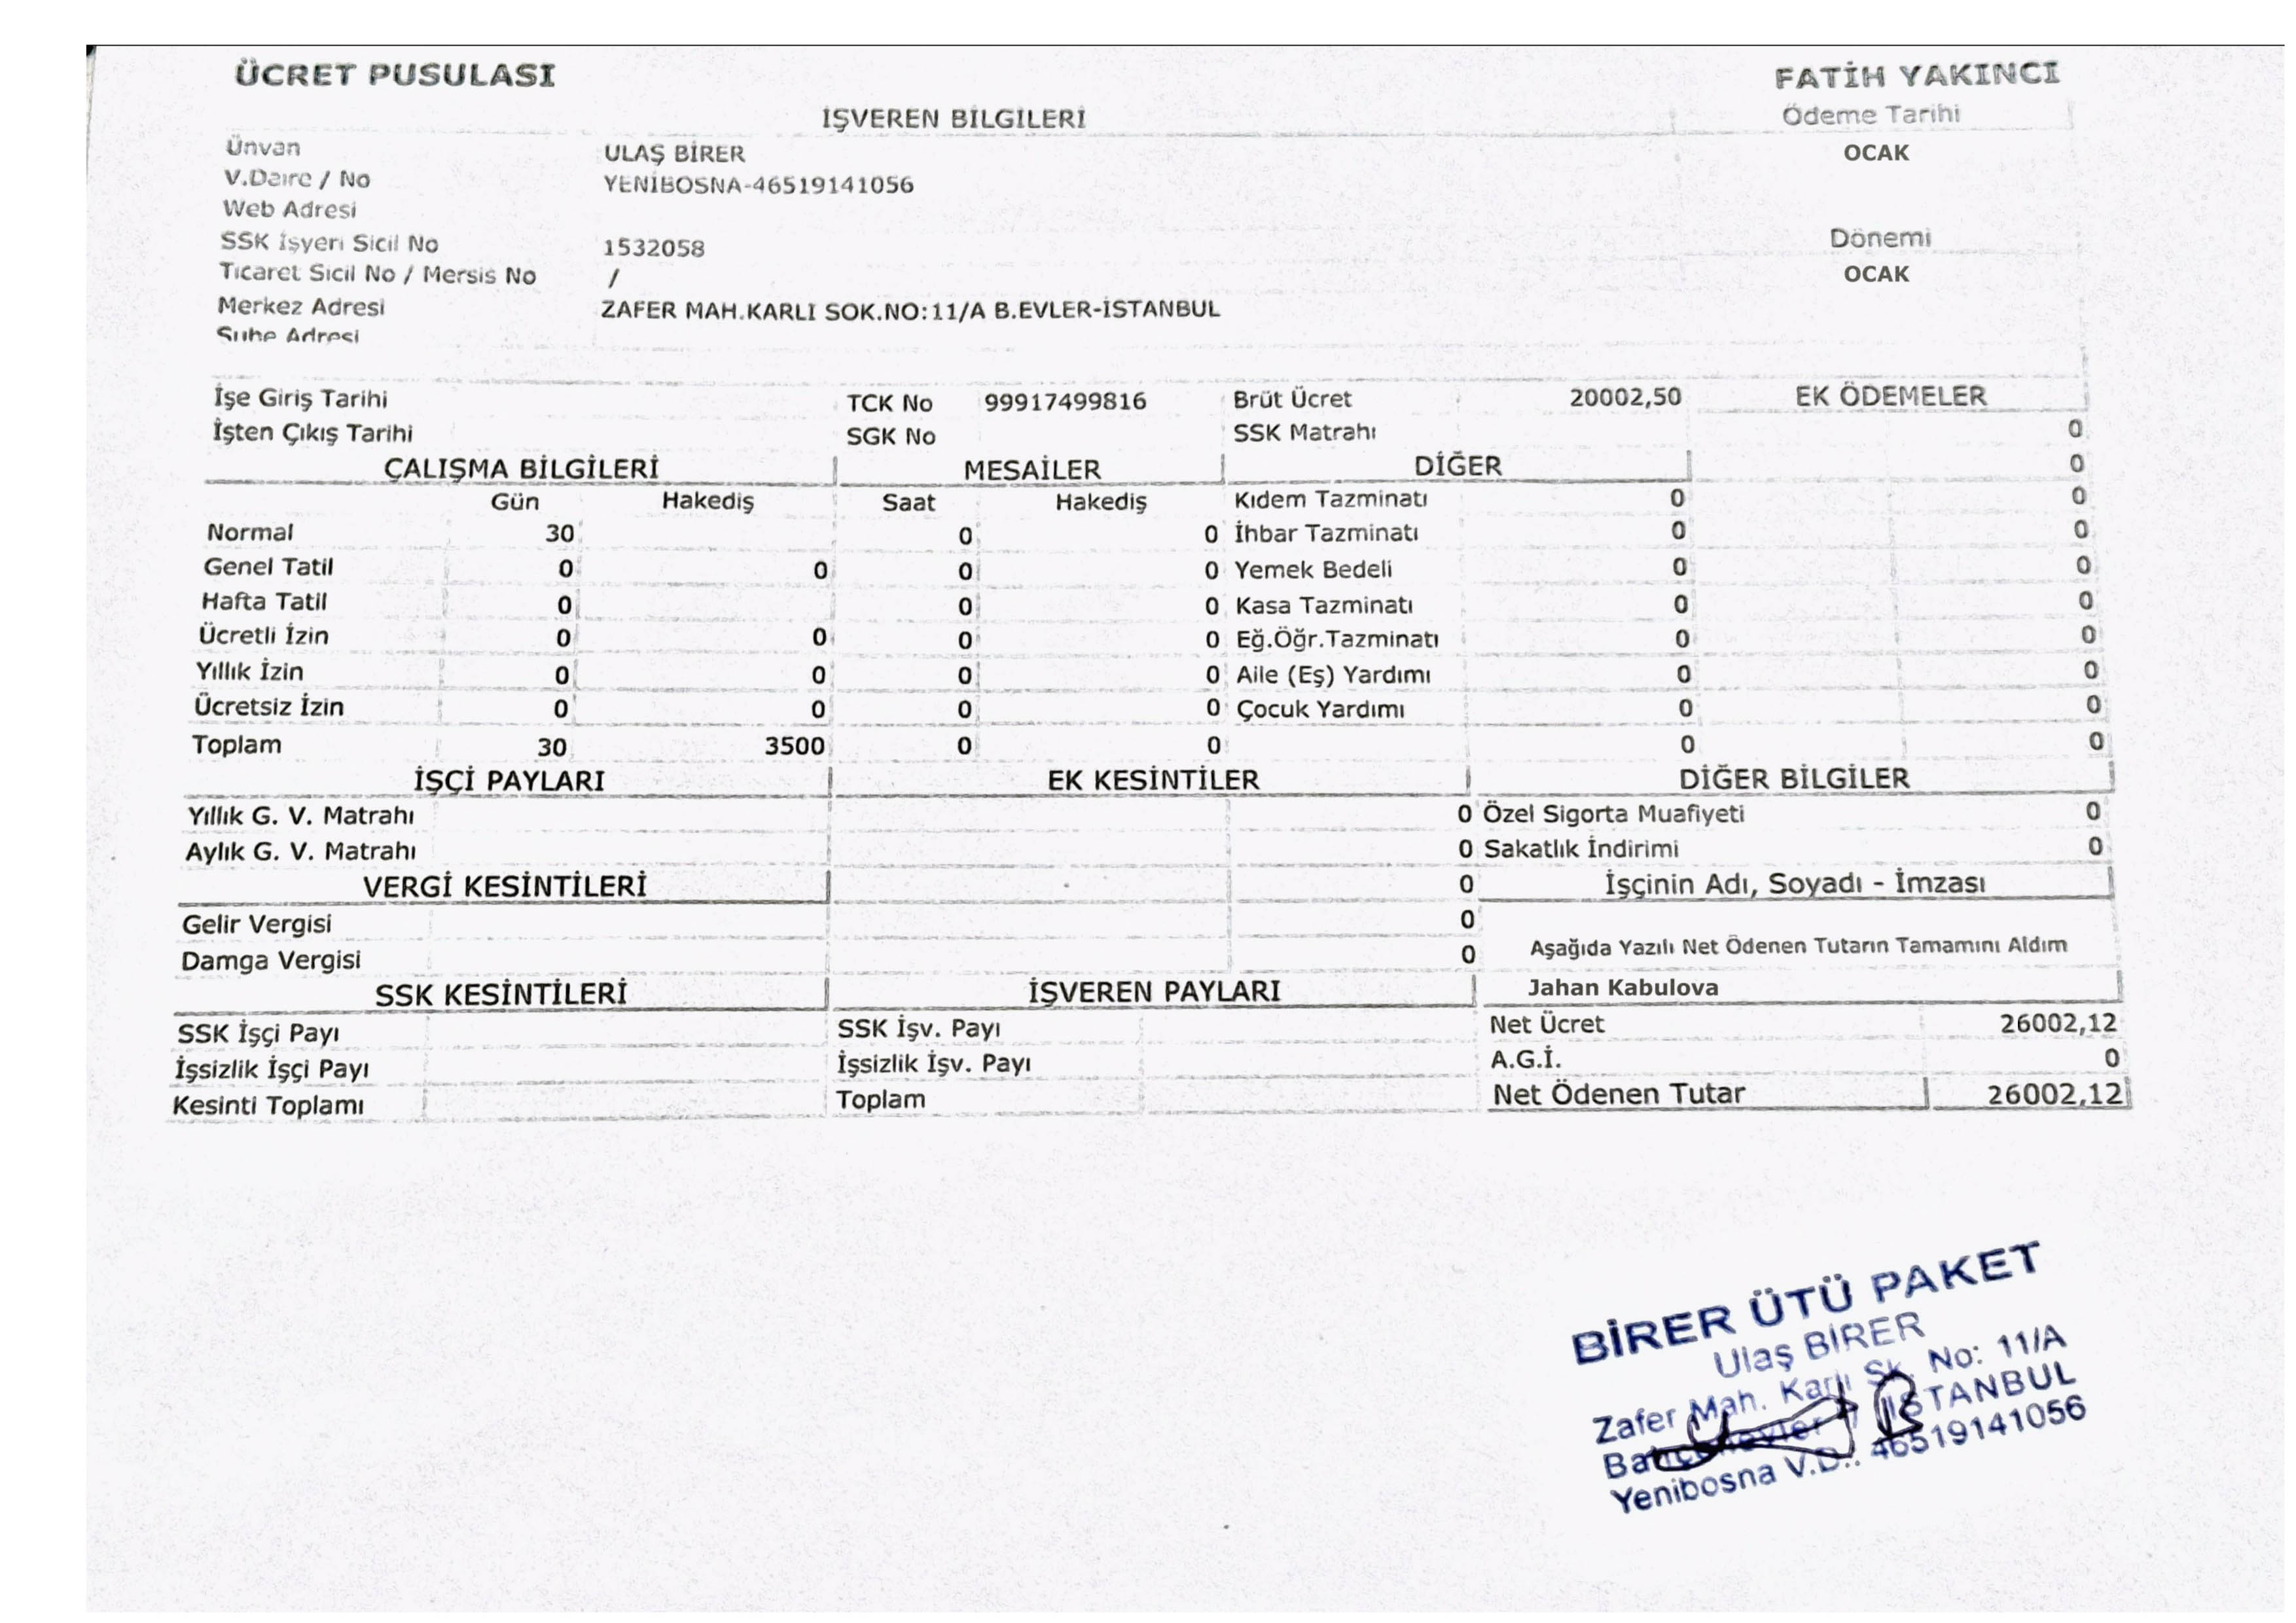 ÜCRET PUSULASI FATİH YAKINCI
İŞVEREN BİLGİLERİ Ödeme Tarihi
Ünvan ULAŞ BİRER OCAK
V.Daire / No YENİBOSNA-46519141056
Web Adresi
SSK İşyeri Sicil No 1532058 Dönemi
Ticaret Sicil No / Mersis No / OCAK
Merkez Adresi ZAFER MAH.KARLI SOK.NO:11/A B.EVLER-İSTANBUL
Şube Adresi
İşe Giriş Tarihi TCK No 99917499816 Brüt Ücret 20002,50 EK ÖDEMELER
İşten Çıkış Tarihi SGK No SSK Matrahı 0
ÇALIŞMA BİLGİLERİ MESAİLER DİĞER 0
Gün Hakediş Saat Hakediş Kıdem Tazminatı 0 0
Normal 30 0 0 İhbar Tazminatı 0 0
Genel Tatil 0 0 0 0 Yemek Bedeli 0 0
Hafta Tatil 0 0 0 Kasa Tazminatı 0 0
Ücretli İzin 0 0 0 0 Eğ.Öğr.Tazminatı 0 0
Yıllık İzin 0 0 0 0 Aile (Eş) Yardımı 0 0
Ücretsiz İzin 0 0 0 0 Çocuk Yardımı 0 0
Toplam 30 3500 0 0 0 0
İŞÇİ PAYLARI EK KESİNTİLER DİĞER BİLGİLER
Yıllık G. V. Matrahı 0 Özel Sigorta Muafiyeti 0
Aylık G. V. Matrahı 0 Sakatlık İndirimi 0
VERGİ KESİNTİLERİ 0 İşçinin Adı, Soyadı - İmzası
Gelir Vergisi 0
Damga Vergisi 0 Aşağıda Yazılı Net Ödenen Tutarın Tamamını Aldım
SSK KESİNTİLERİ İŞVEREN PAYLARI Jahan Kabulova
SSK İşçi Payı SSK İşv. Payı Net Ücret 26002,12
İşsizlik İşçi Payı İşsizlik İşv. Payı A.G.İ. 0
Kesinti Toplamı Toplam Net Ödenen Tutar 26002,12
BİRER ÜTÜ PAKET
Ulaş BİRER
Zafer Mah. Karlı Sk. No: 11/A
Bahçelievler / İSTANBUL
Yenibosna V.D.: 46519141056